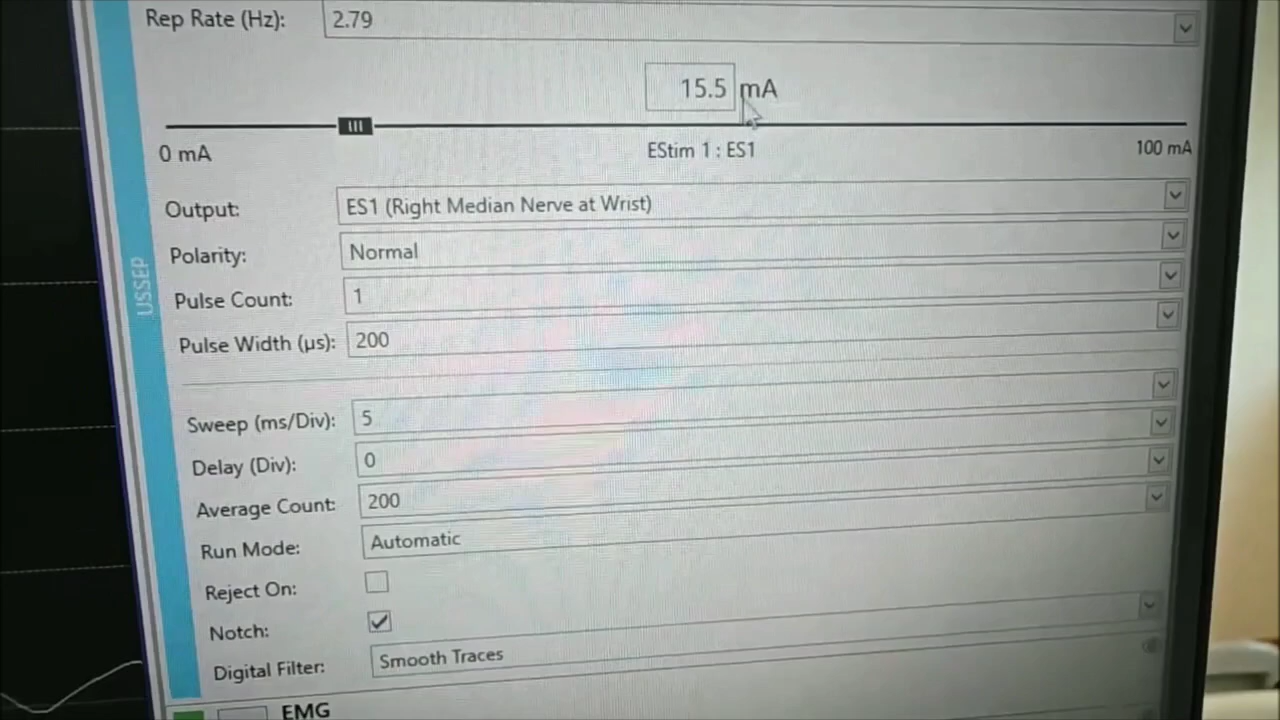 Rep Rate (Hz): 2.79
15.5 mA
0 mA EStim 1 : ES1 100 mA
Output: ES1 (Right Median Nerve at Wrist)
Polarity: Normal
Pulse Count: 1
Pulse Width (µs): 200
USSEP
Sweep (ms/Div): 5
Delay (Div): 0
Average Count: 200
Run Mode: Automatic
Reject On:
Notch:
Digital Filter: Smooth Traces
EMG